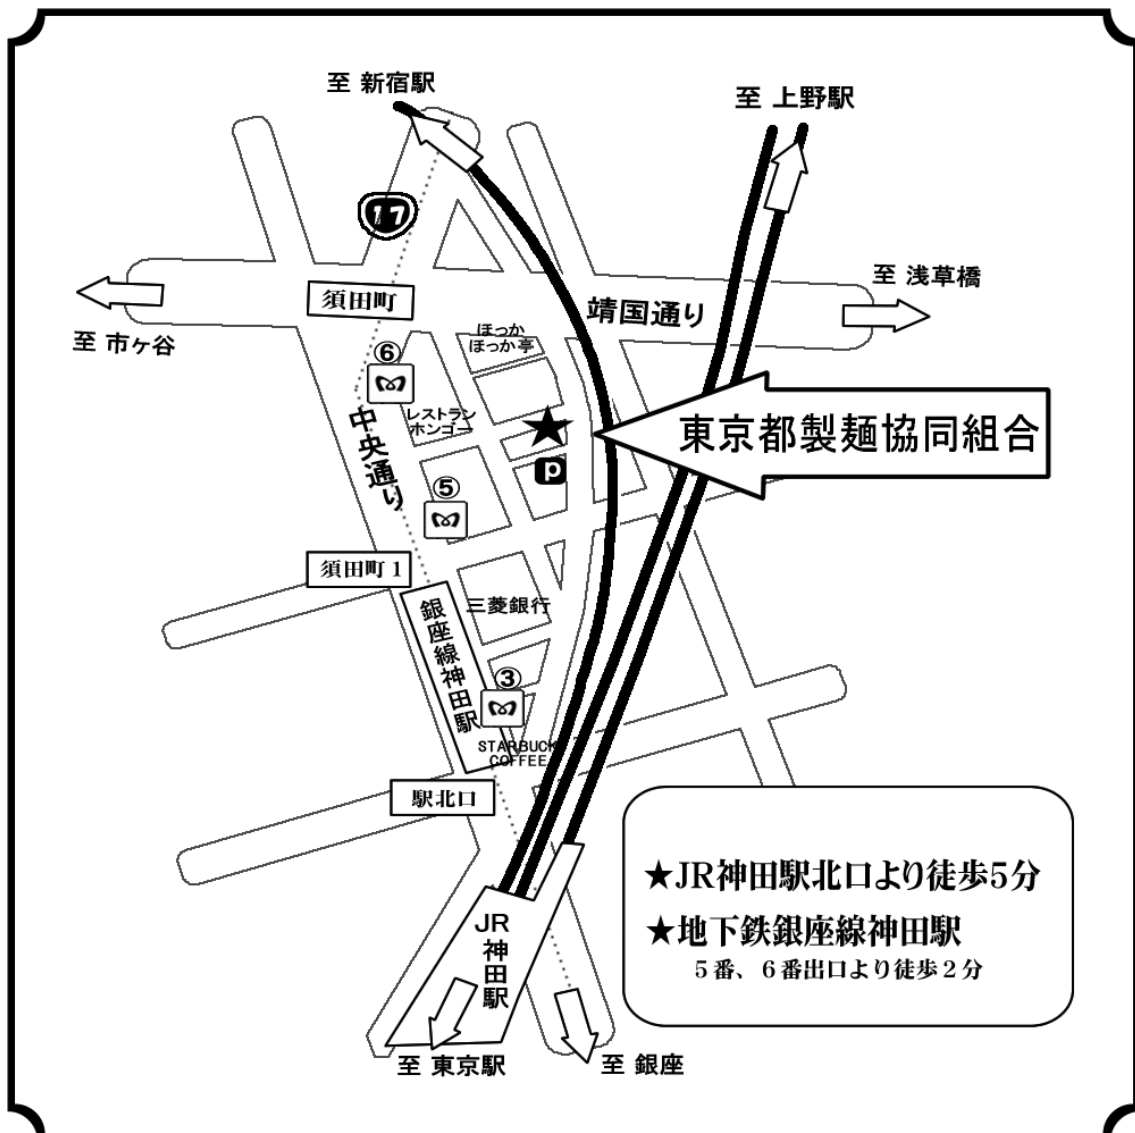 至 新宿駅
至 上野駅
17
至 浅草橋
須田町
靖国通り
至 市ヶ谷
ほっか
ほっか亭
⑥
レストラン
ホンゴー
中央通り
東京都製麺協同組合
P
⑤
須田町1
銀座線神田駅
三菱銀行
③
STARBUCK
COFFEE
駅北口
★JR神田駅北口より徒歩5分
★地下鉄銀座線神田駅
5番、6番出口より徒歩2分
JR
神田駅
至 東京駅
至 銀座